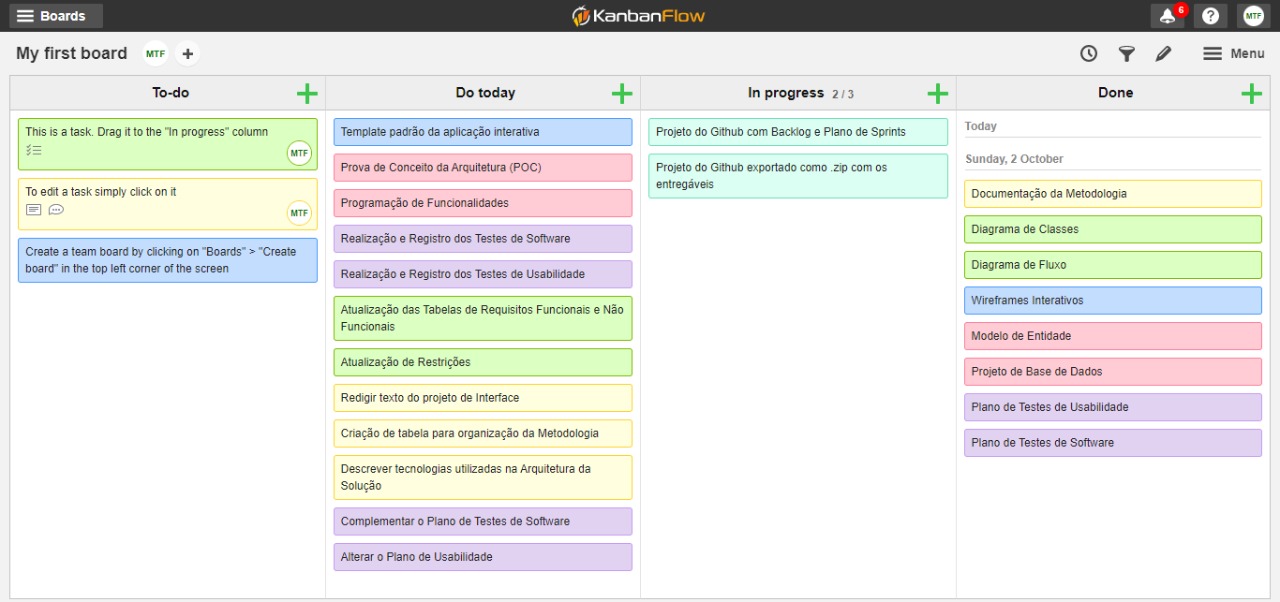 Boards
KanbanFlow
6
?
MTF
My first board
MTF
+
Menu
To-do
This is a task. Drag it to the "In progress" column
MTF
To edit a task simply click on it
MTF
Create a team board by clicking on "Boards" > "Create
board" in the top left corner of the screen
Do today
Template padrão da aplicação interativa
Prova de Conceito da Arquitetura (POC)
Programação de Funcionalidades
Realização e Registro dos Testes de Software
Realização e Registro dos Testes de Usabilidade
Atualização das Tabelas de Requisitos Funcionais e Não
Funcionais
Atualização de Restrições
Redigir texto do projeto de Interface
Criação de tabela para organização da Metodologia
Descrever tecnologias utilizadas na Arquitetura da
Solução
Complementar o Plano de Testes de Software
Alterar o Plano de Usabilidade
In progress 2 / 3
Projeto do Github com Backlog e Plano de Sprints
Projeto do Github exportado como .zip com os
entregáveis
Done
Today
Sunday, 2 October
Documentação da Metodologia
Diagrama de Classes
Diagrama de Fluxo
Wireframes Interativos
Modelo de Entidade
Projeto de Base de Dados
Plano de Testes de Usabilidade
Plano de Testes de Software